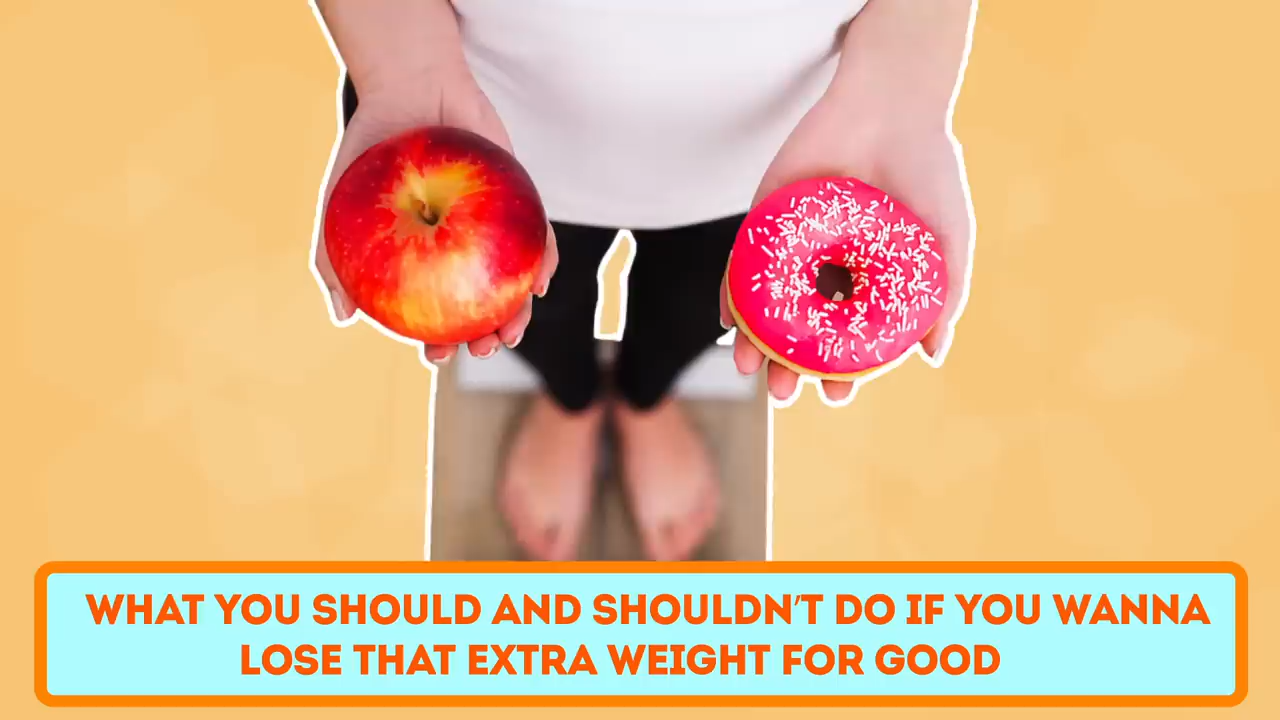 WHAT YOU SHOULD AND SHOULDN'T DO IF YOU WANNA
LOSE THAT EXTRA WEIGHT FOR GOOD